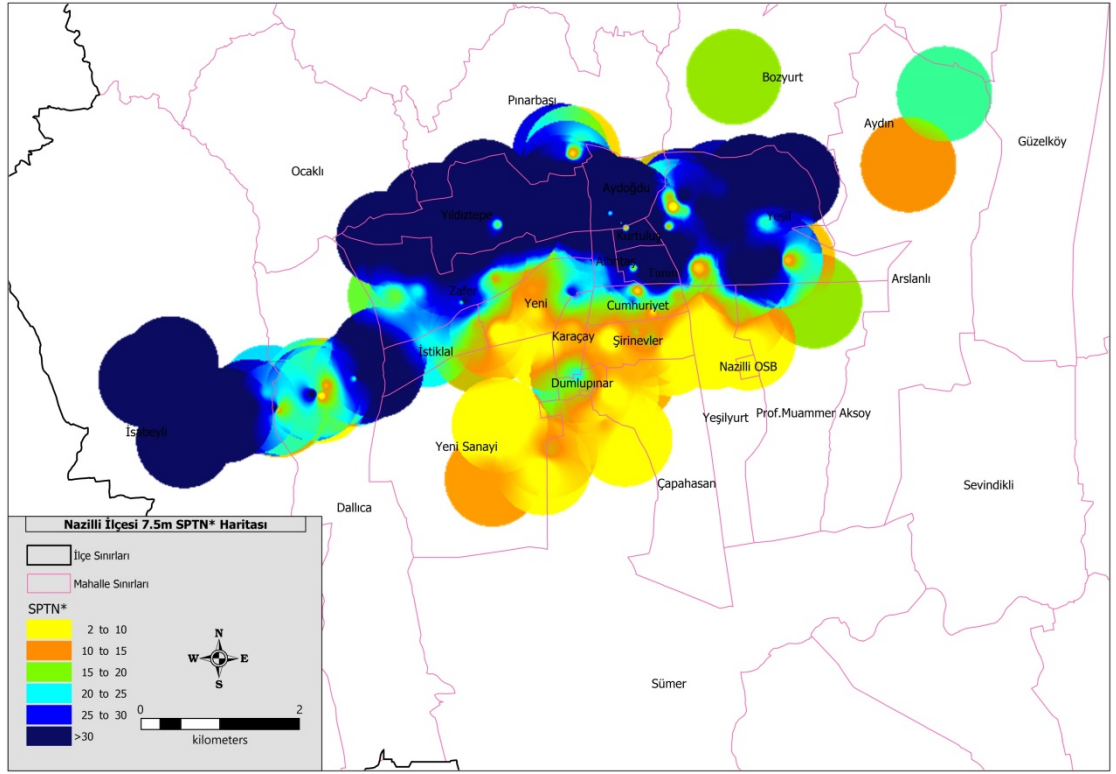 Bozyurt
Pınarbaşı
Aydın
Güzelköy
Ocaklı
Aydoğdu
Yıldıztepe
Yeşil
Kurtuluş
Altıntaş
Turan
Arslanlı
Zafer
Yeni
Cumhuriyet
Karaçay
Şirinevler
İstiklal
Nazilli OSB
Dumlupınar
İsabeyli
Yeşilyurt
Prof.Muammer Aksoy
Yeni Sanayi
Çapahasan
Sevindikli
Dallıca
Sümer
Nazilli İlçesi 7.5m SPTN* Haritası
İlçe Sınırları
Mahalle Sınırları
SPTN*
2 to 10
10 to 15
15 to 20
20 to 25
25 to 30
>30
N
W E
S
0 2
kilometers